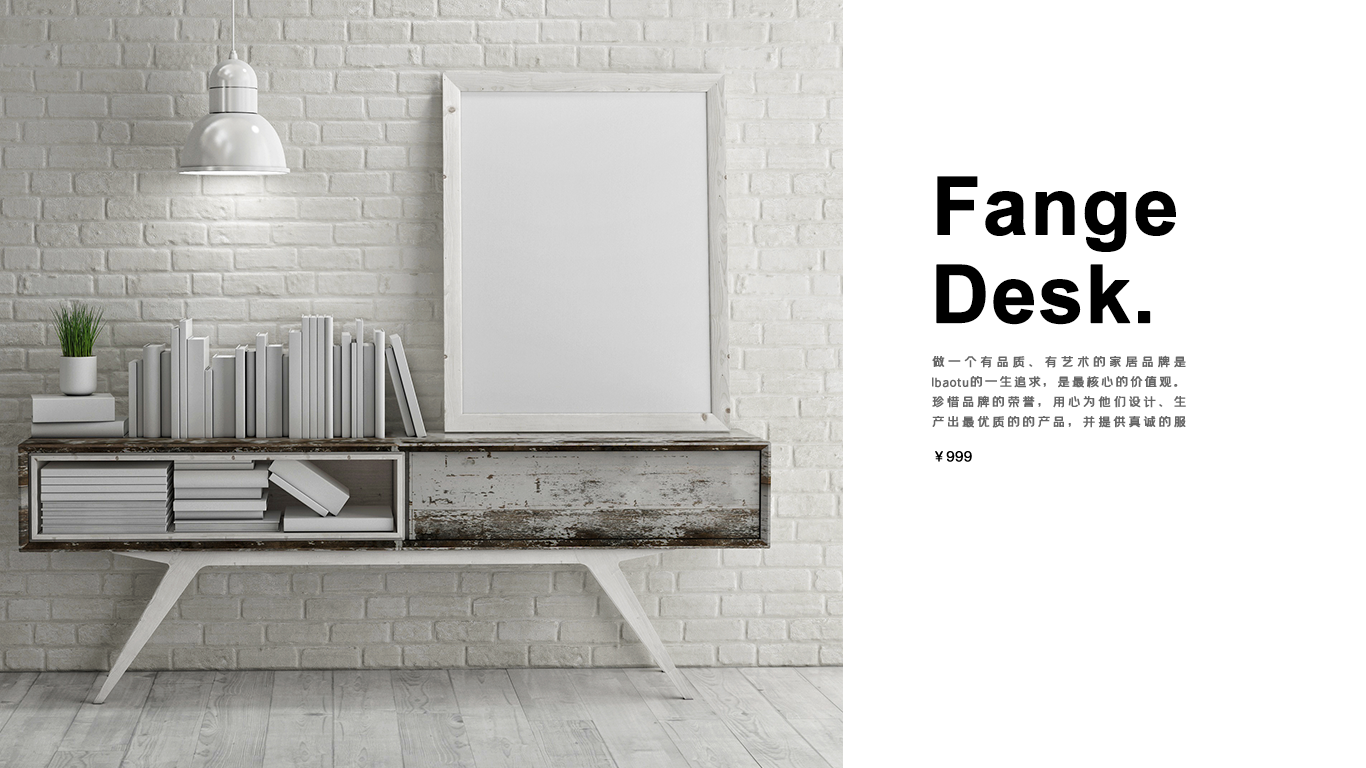 Fange
Desk.
做一个有品质、有艺术的家居品牌是
Ibaotu的一生追求，是最核心的价值观。
珍惜品牌的荣誉，用心为他们设计、生
产出最优质的的产品，并提供真诚的服
￥999